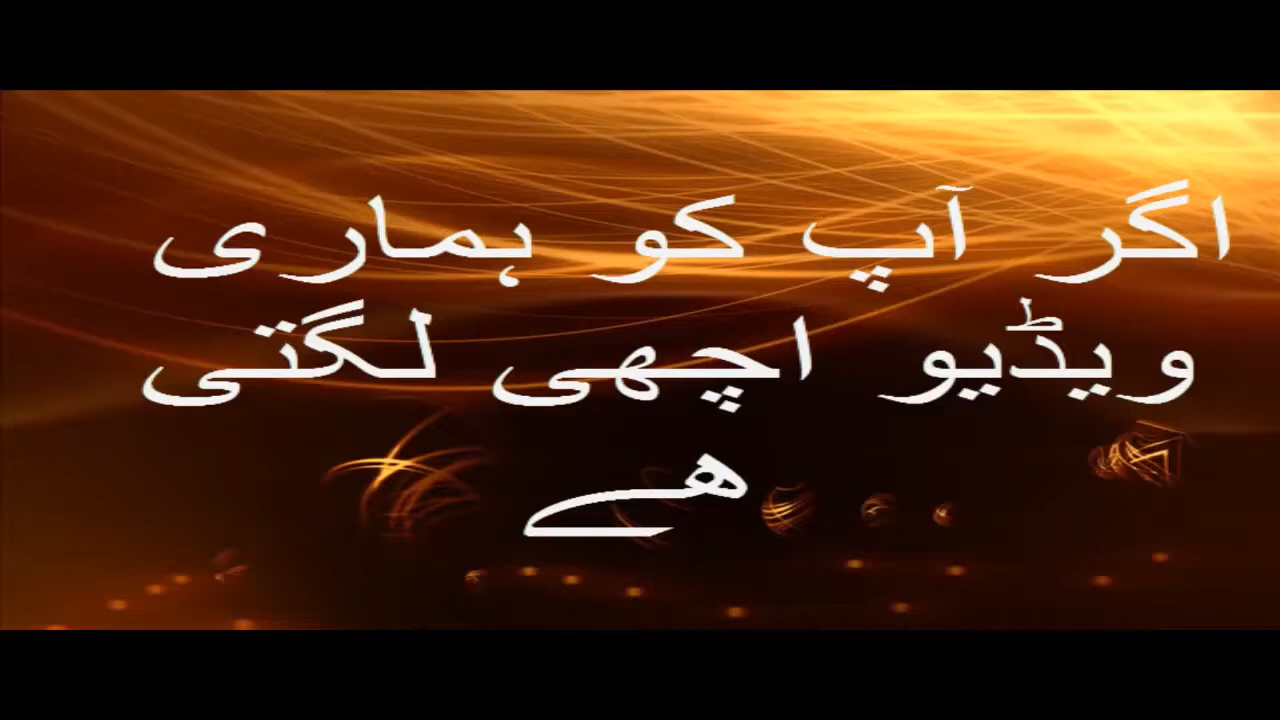 اگر آپ کو ہماری
ویڈیو اچھی لگتی
ھے